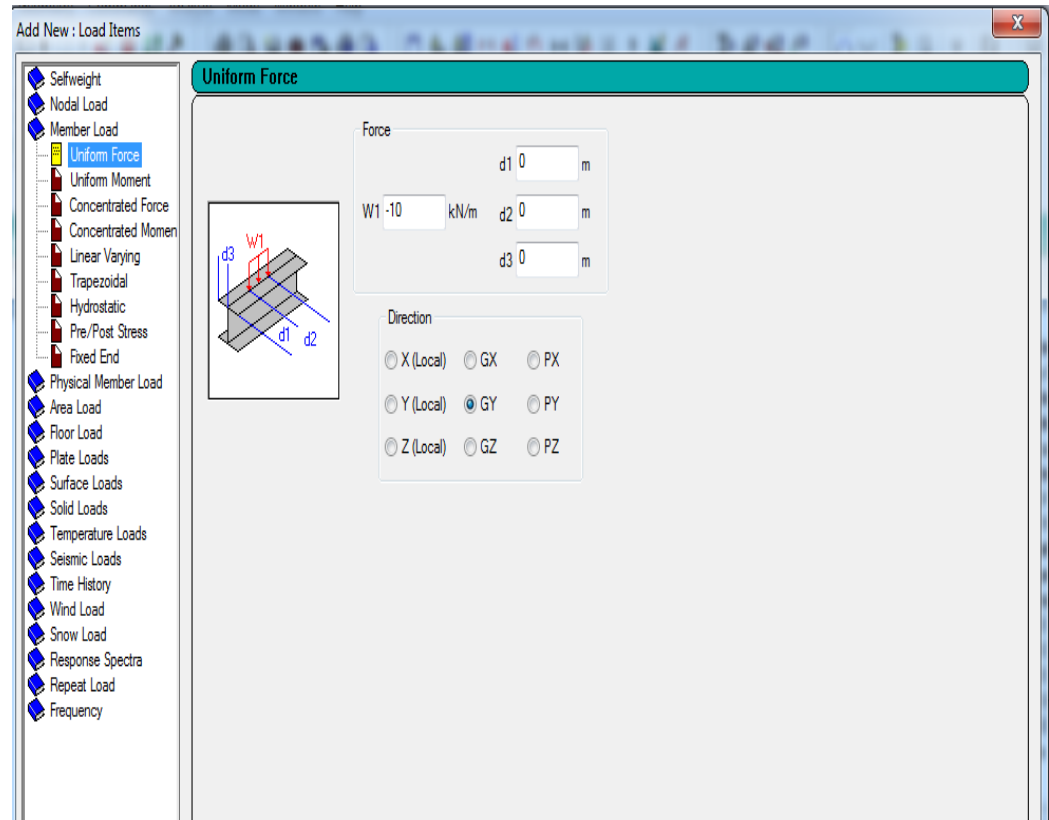 Add New : Load Items
X
Selfweight
Nodal Load
Member Load
Uniform Force
Uniform Moment
Concentrated Force
Concentrated Momen
Linear Varying
Trapezoidal
Hydrostatic
Pre/Post Stress
Fixed End
Physical Member Load
Area Load
Floor Load
Plate Loads
Surface Loads
Solid Loads
Temperature Loads
Seismic Loads
Time History
Wind Load
Snow Load
Response Spectra
Repeat Load
Frequency
Uniform Force
W1
d3
d1
d2
Force
d1 0 m
W1 -10 kN/m d2 0 m
d3 0 m
Direction
X (Local) GX PX
Y (Local) GY PY
Z (Local) GZ PZ